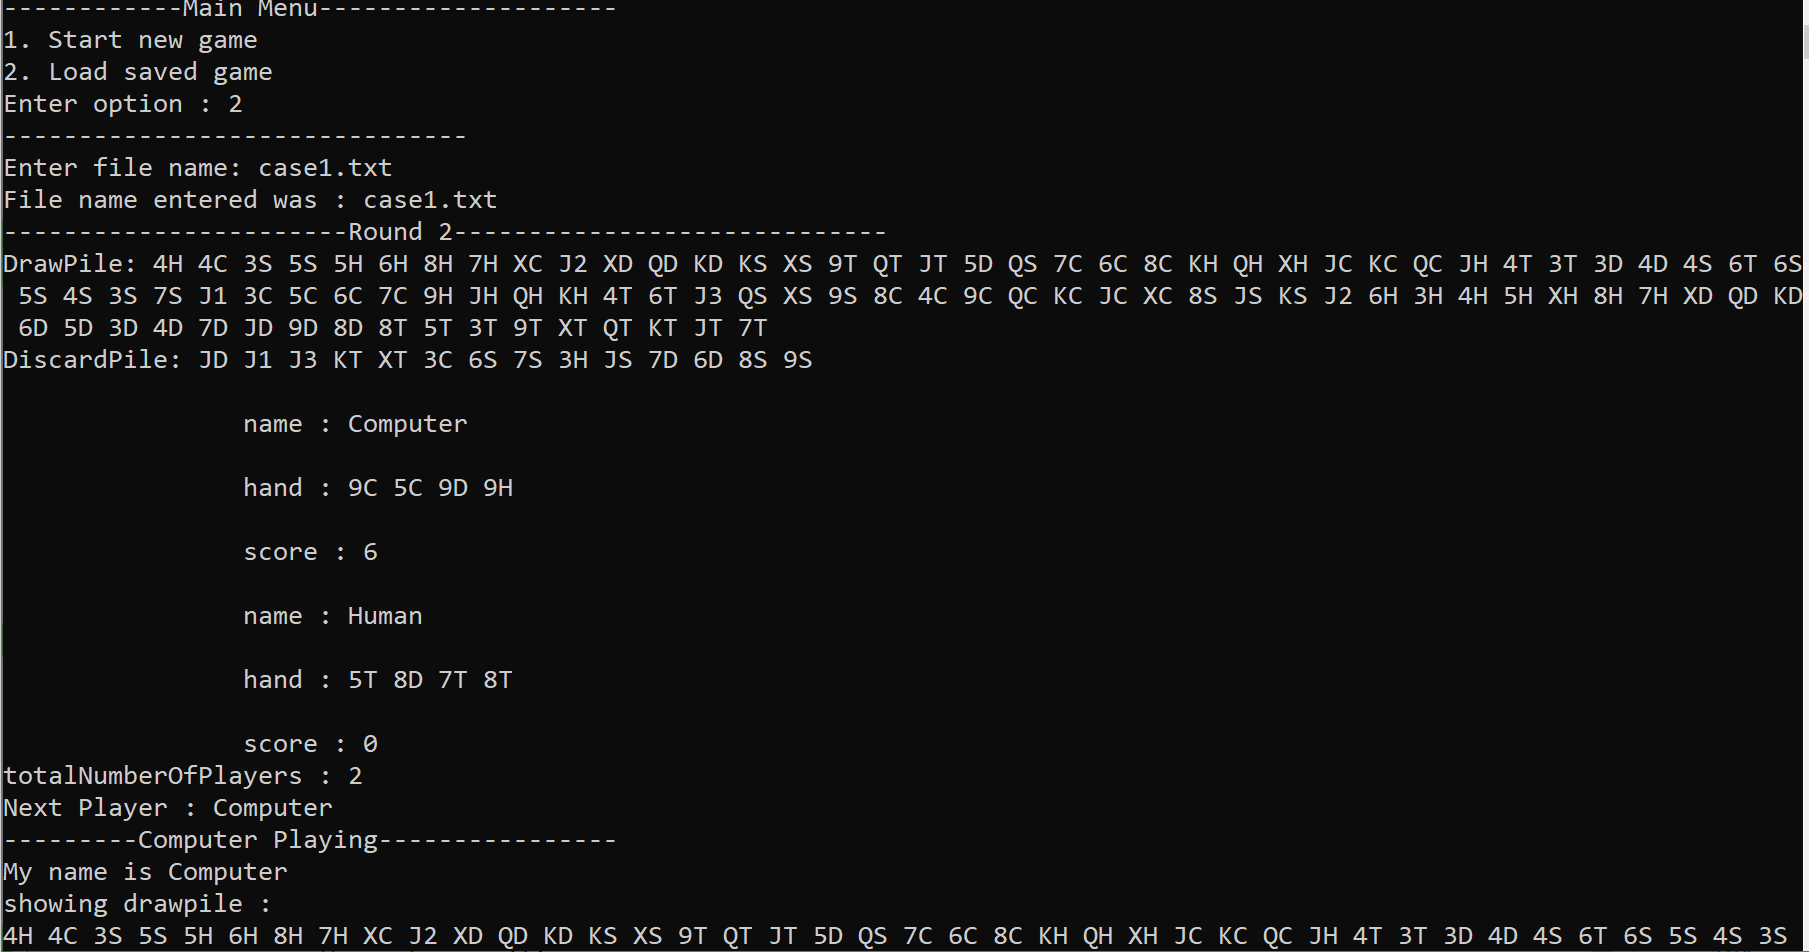 ------------Main Menu--------------------
1. Start new game
2. Load saved game
Enter option : 2
-------------------------------
Enter file name: case1.txt
File name entered was : case1.txt
-----------------------Round 2-----------------------------
DrawPile: 4H 4C 3S 5S 5H 6H 8H 7H XC J2 XD QD KD KS XS 9T QT JT 5D QS 7C 6C 8C KH QH XH JC KC QC JH 4T 3T 3D 4D 4S 6T 6S
5S 4S 3S 7S J1 3C 5C 6C 7C 9H JH QH KH 4T 6T J3 QS XS 9S 8C 4C 9C QC KC JC XC 8S JS KS J2 6H 3H 4H 5H XH 8H 7H XD QD KD
6D 5D 3D 4D 7D JD 9D 8D 8T 5T 3T 9T XT QT KT JT 7T
DiscardPile: JD J1 J3 KT XT 3C 6S 7S 3H JS 7D 6D 8S 9S
name : Computer
hand : 9C 5C 9D 9H
score : 6
name : Human
hand : 5T 8D 7T 8T
score : 0
totalNumberOfPlayers : 2
Next Player : Computer
---------Computer Playing----------------
My name is Computer
showing drawpile :
4H 4C 3S 5S 5H 6H 8H 7H XC J2 XD QD KD KS XS 9T QT JT 5D QS 7C 6C 8C KH QH XH JC KC QC JH 4T 3T 3D 4D 4S 6T 6S 5S 4S 3S